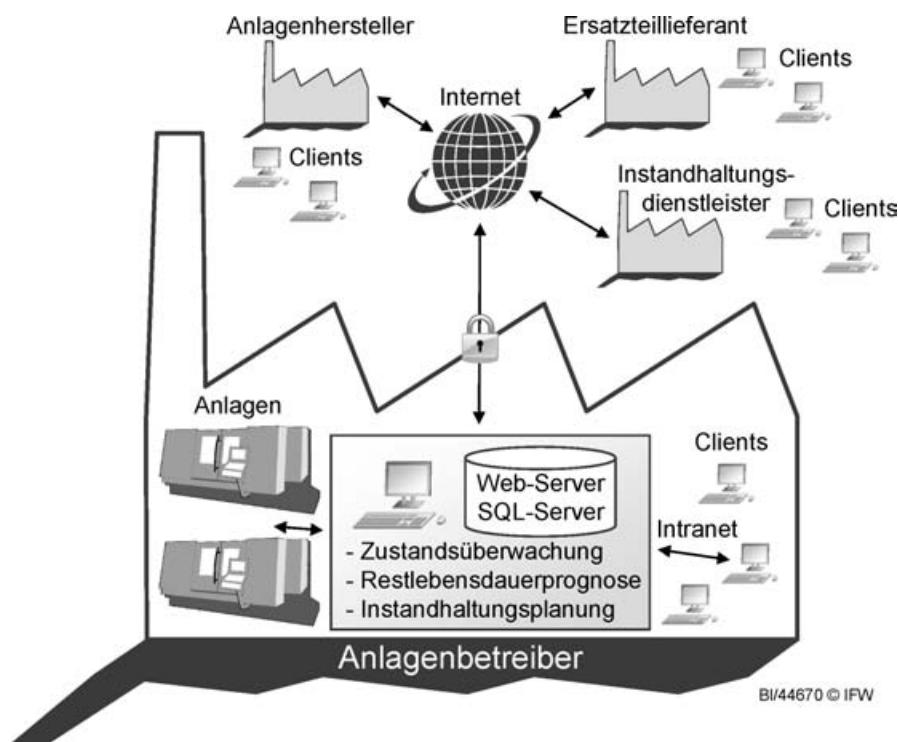 Anlagenhersteller
Ersatzteillieferant
Clients
Internet
Clients
Instandhaltungs-
dienstleister
Clients
Anlagen
Clients
Web-Server
SQL-Server
Intranet
- Zustandsüberwachung
- Restlebensdauerprognose
- Instandhaltungsplanung
Anlagenbetreiber
BI/44670 © IFW